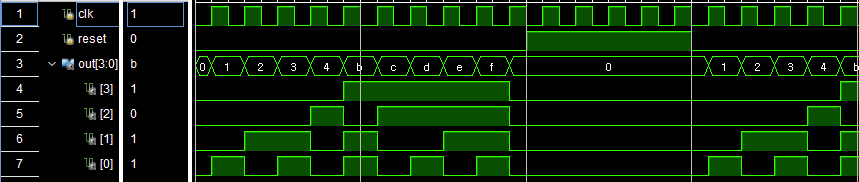 1 clk 1
2 reset 0
3 out[3:0] b 0 1 2 3 4 b c d e f 0 1 2 3 4 b
4 [3] 1
5 [2] 0
6 [1] 1
7 [0] 1